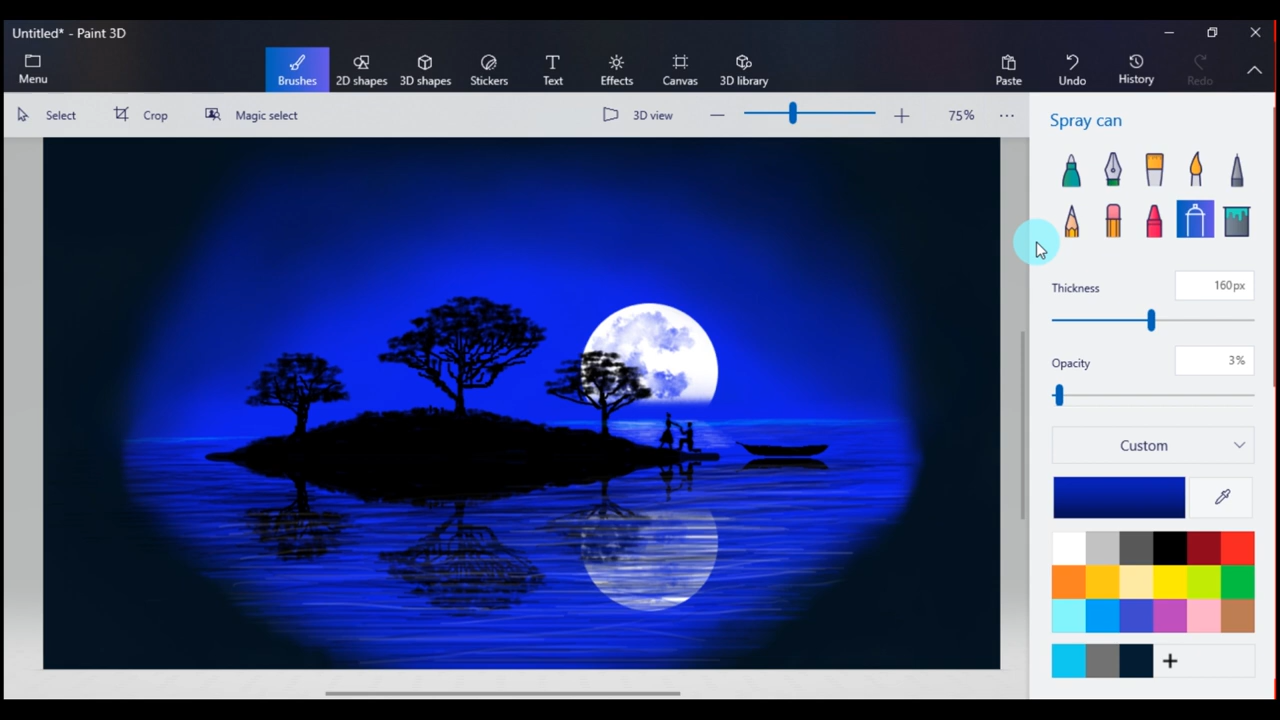 Untitled* - Paint 3D
Menu
Brushes
2D shapes
3D shapes
Stickers
Text
Effects
Canvas
3D library
Paste
Undo
History
Redo
Select
Crop
Magic select
3D view
75%
Spray can
Thickness
160px
Opacity
3%
Custom